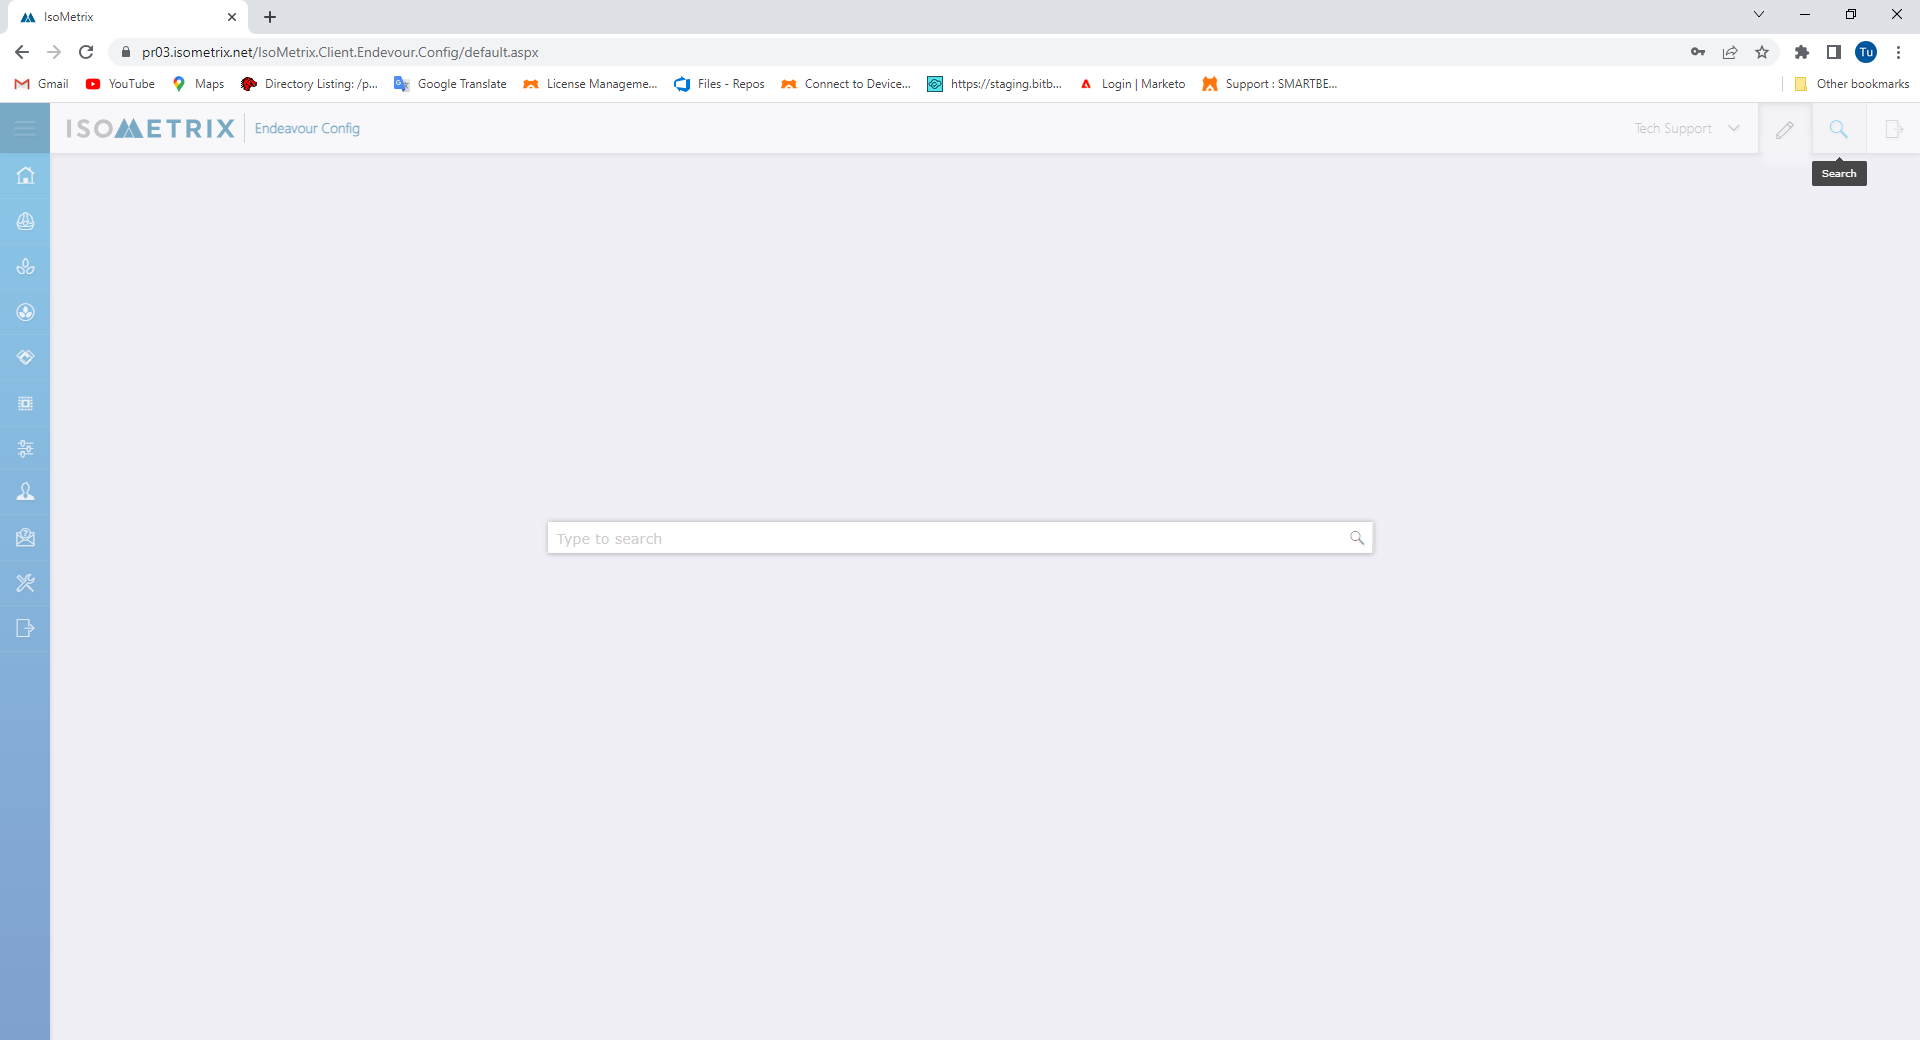 IsoMetrix
pr03.isometrix.net/IsoMetrix.Client.Endevour.Config/default.aspx
Tu
Gmail
YouTube
Maps
Directory Listing: /p...
Google Translate
License Manageme...
Files - Repos
Connect to Device...
https://staging.bitb...
Login | Marketo
Support : SMARTBE...
Other bookmarks
ISOMETRIX
Endeavour Config
Tech Support
Search
Type to search